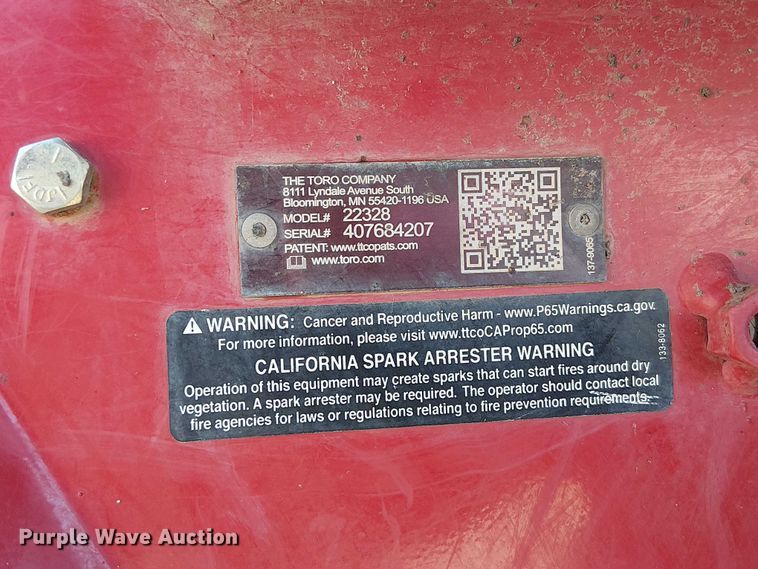 THE TORO COMPANY
8111 Lyndale Avenue South
Bloomington, MN 55420-1196 USA
MODEL# 22328
SERIAL# 407684207
PATENT: www.ttcopats.com
www.toro.com
137-9065
WARNING: Cancer and Reproductive Harm - www.P65Warnings.ca.gov.
For more information, please visit www.ttcoCAProp65.com
CALIFORNIA SPARK ARRESTER WARNING
Operation of this equipment may create sparks that can start fires around dry
vegetation. A spark arrester may be required. The operator should contact local
fire agencies for laws or regulations relating to fire prevention requirements.
133-8062
Purple Wave Auction